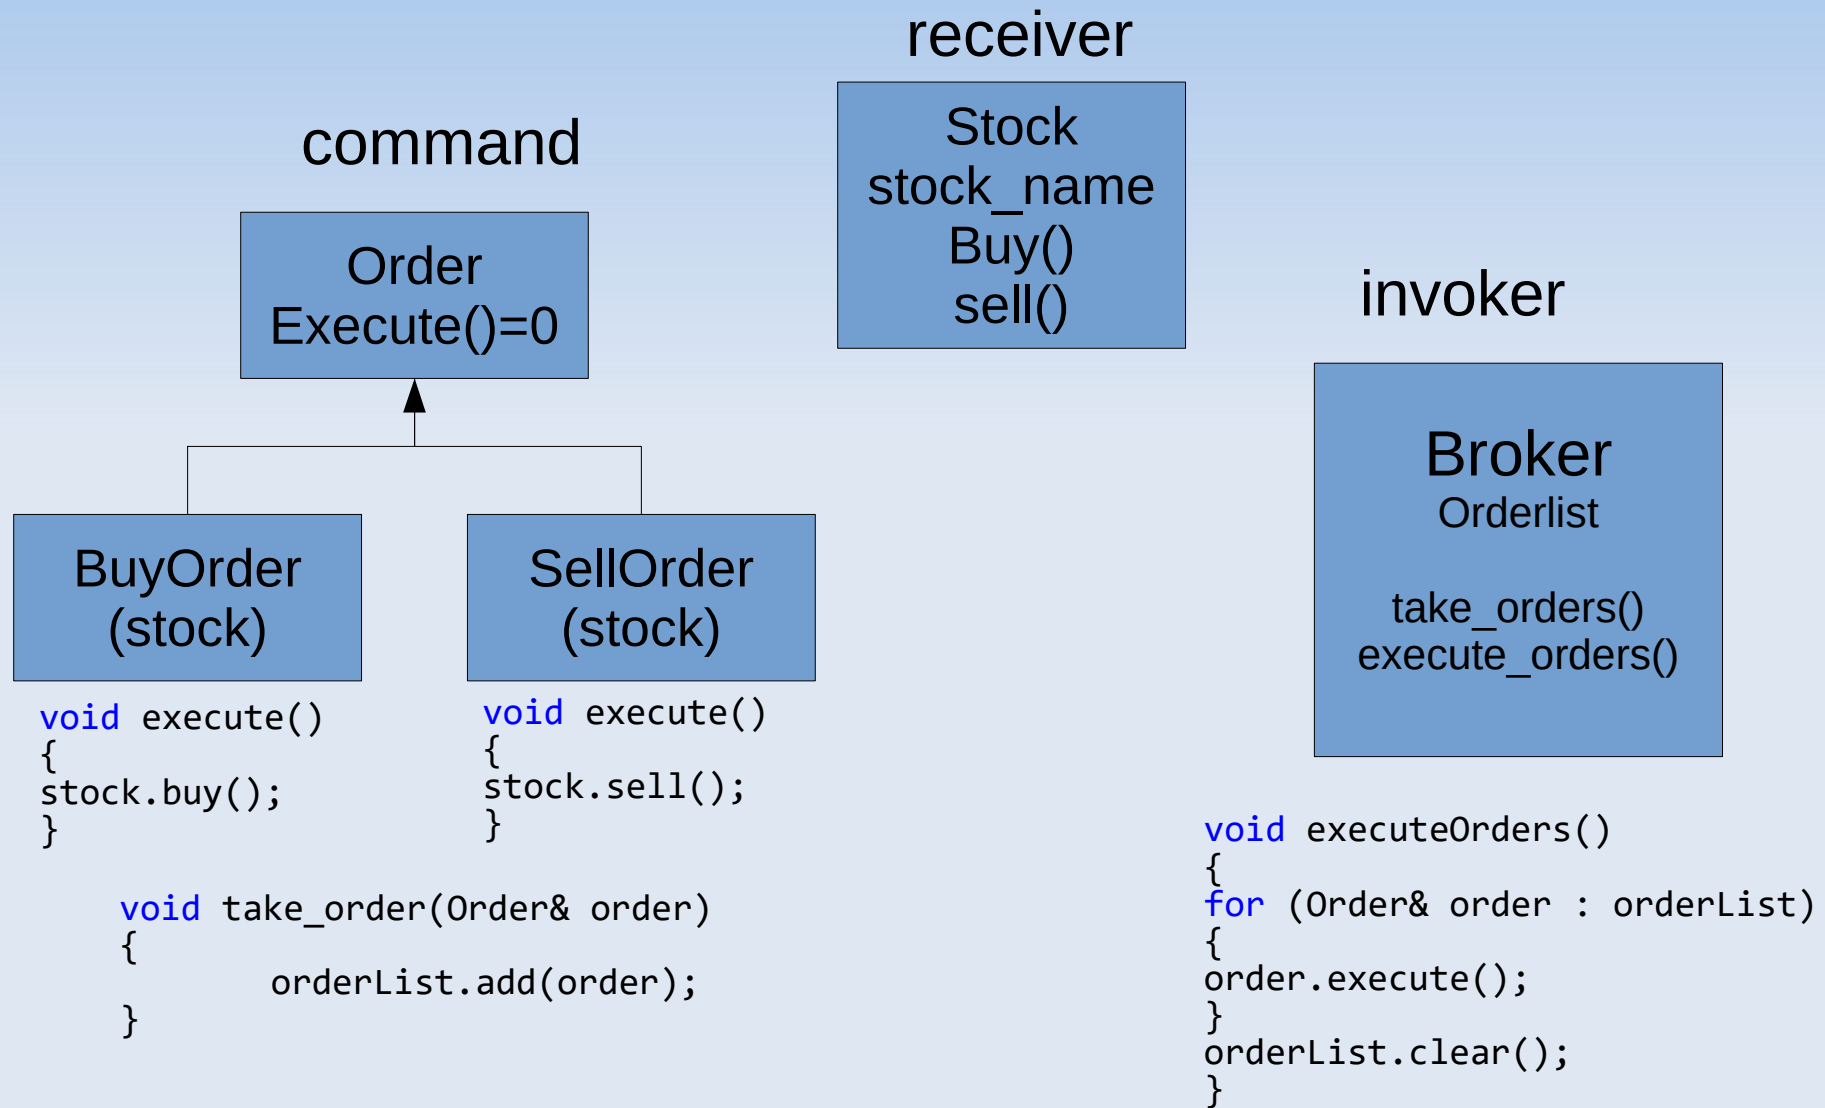 receiver
Stock
stock_name
Buy()
sell()
command
Order
Execute()=0
invoker
Broker
Orderlist
take_orders()
execute_orders()
BuyOrder
(stock)
SellOrder
(stock)
void execute()
{
stock.buy();
}
void execute()
{
stock.sell();
}
void take_order(Order& order)
{
orderList.add(order);
}
void executeOrders()
{
for (Order& order : orderList)
{
order.execute();
}
orderList.clear();
}